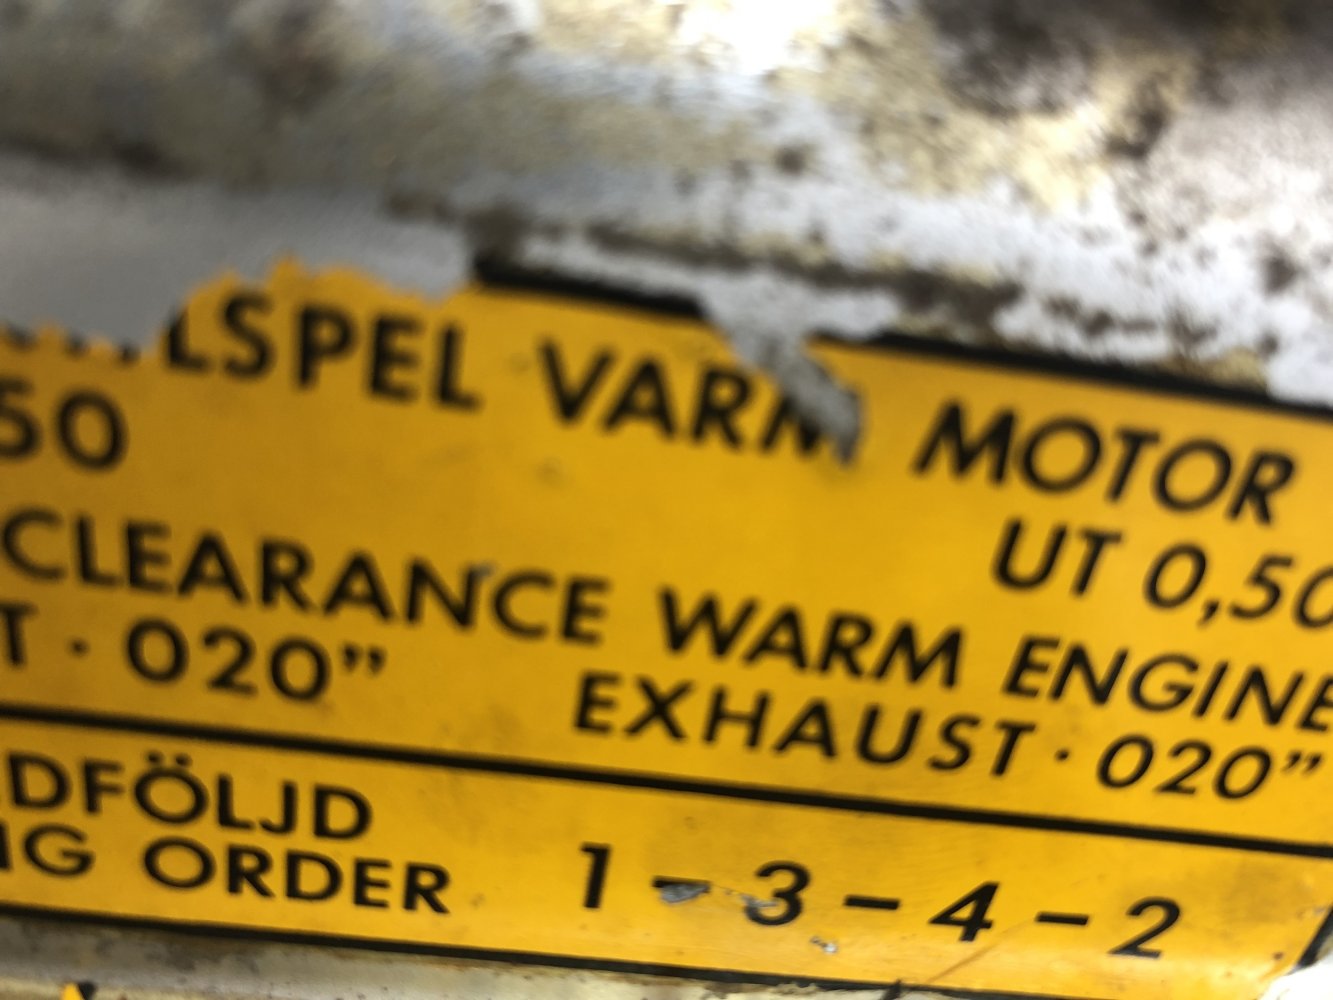 LSPEL VARM MOTOR
50
UT 0,50
CLEARANCE WARM ENGINE
T · 020”
EXHAUST · 020”
DFÖLJD
NG ORDER
1 - 3 - 4 - 2